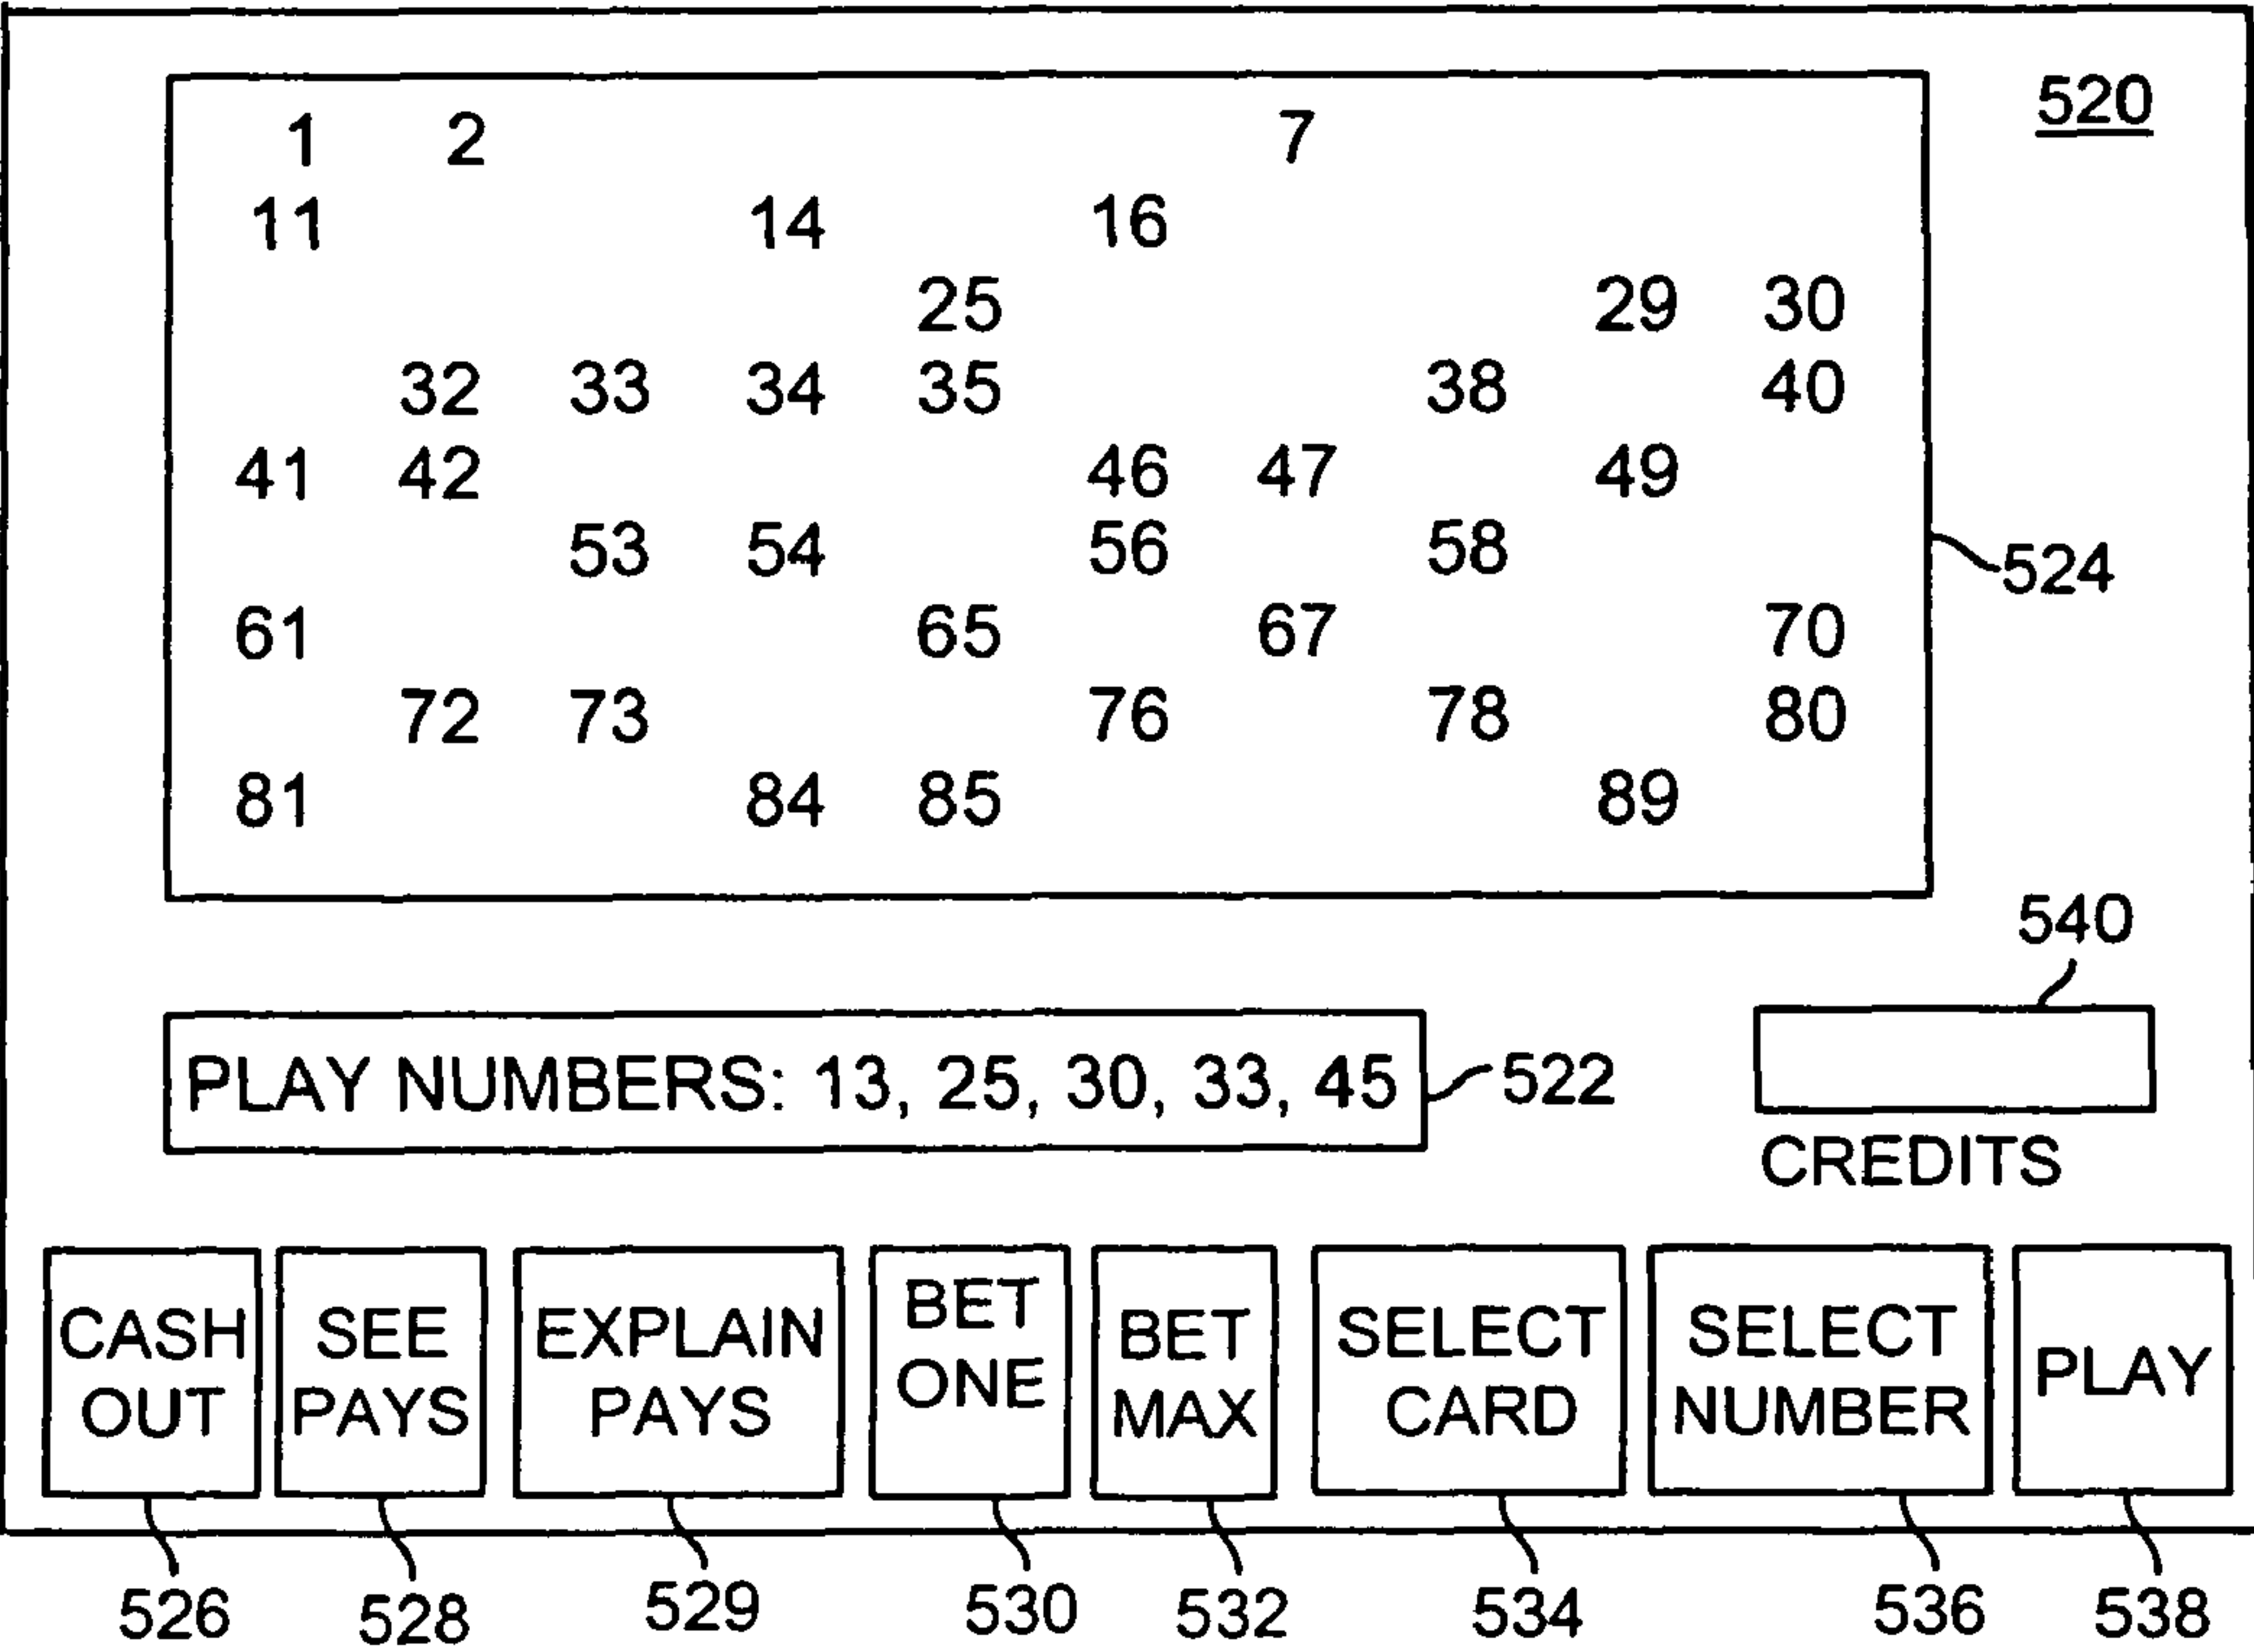 520
1 2 7
11 14 16
25 29 30
32 33 34 35 38 40
41 42 46 47 49
53 54 56 58
524
61 65 67 70
72 73 76 78 80
81 84 85 89
540
PLAY NUMBERS: 13, 25, 30, 33, 45
522
CREDITS
CASH
OUT
SEE
PAYS
EXPLAIN
PAYS
BET
ONE
BET
MAX
SELECT
CARD
SELECT
NUMBER
PLAY
526 528 529 530 532 534 536 538